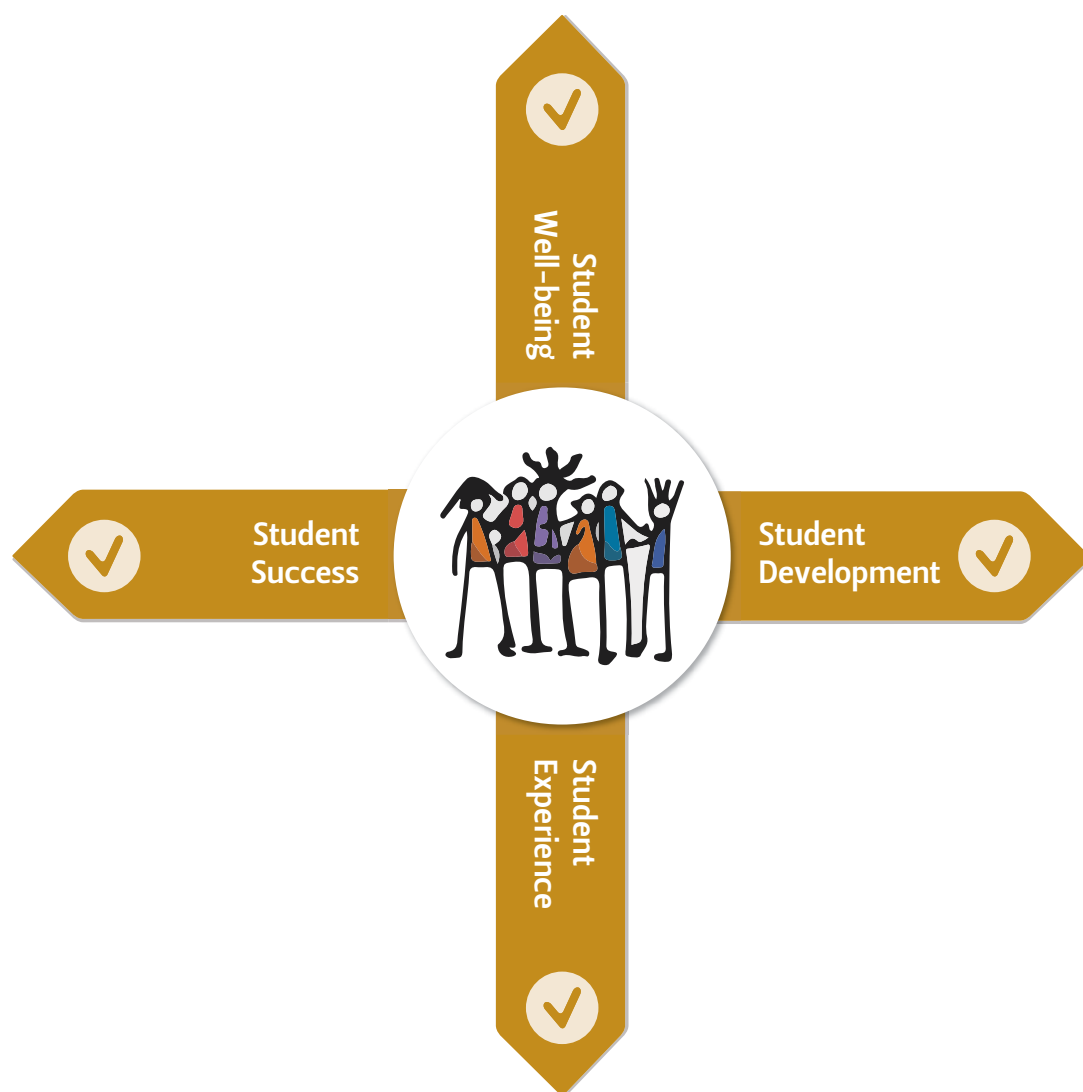 Student
Well-being
Student
Success
Student
Development
Student
Experience